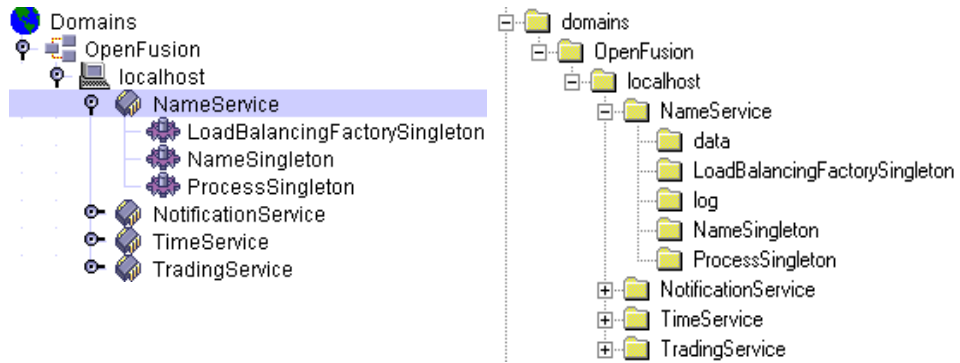 Domains
OpenFusion
localhost
NameService
LoadBalancingFactorySingleton
NameSingleton
ProcessSingleton
NotificationService
TimeService
TradingService
domains
OpenFusion
localhost
NameService
data
LoadBalancingFactorySingleton
log
NameSingleton
ProcessSingleton
NotificationService
TimeService
TradingService